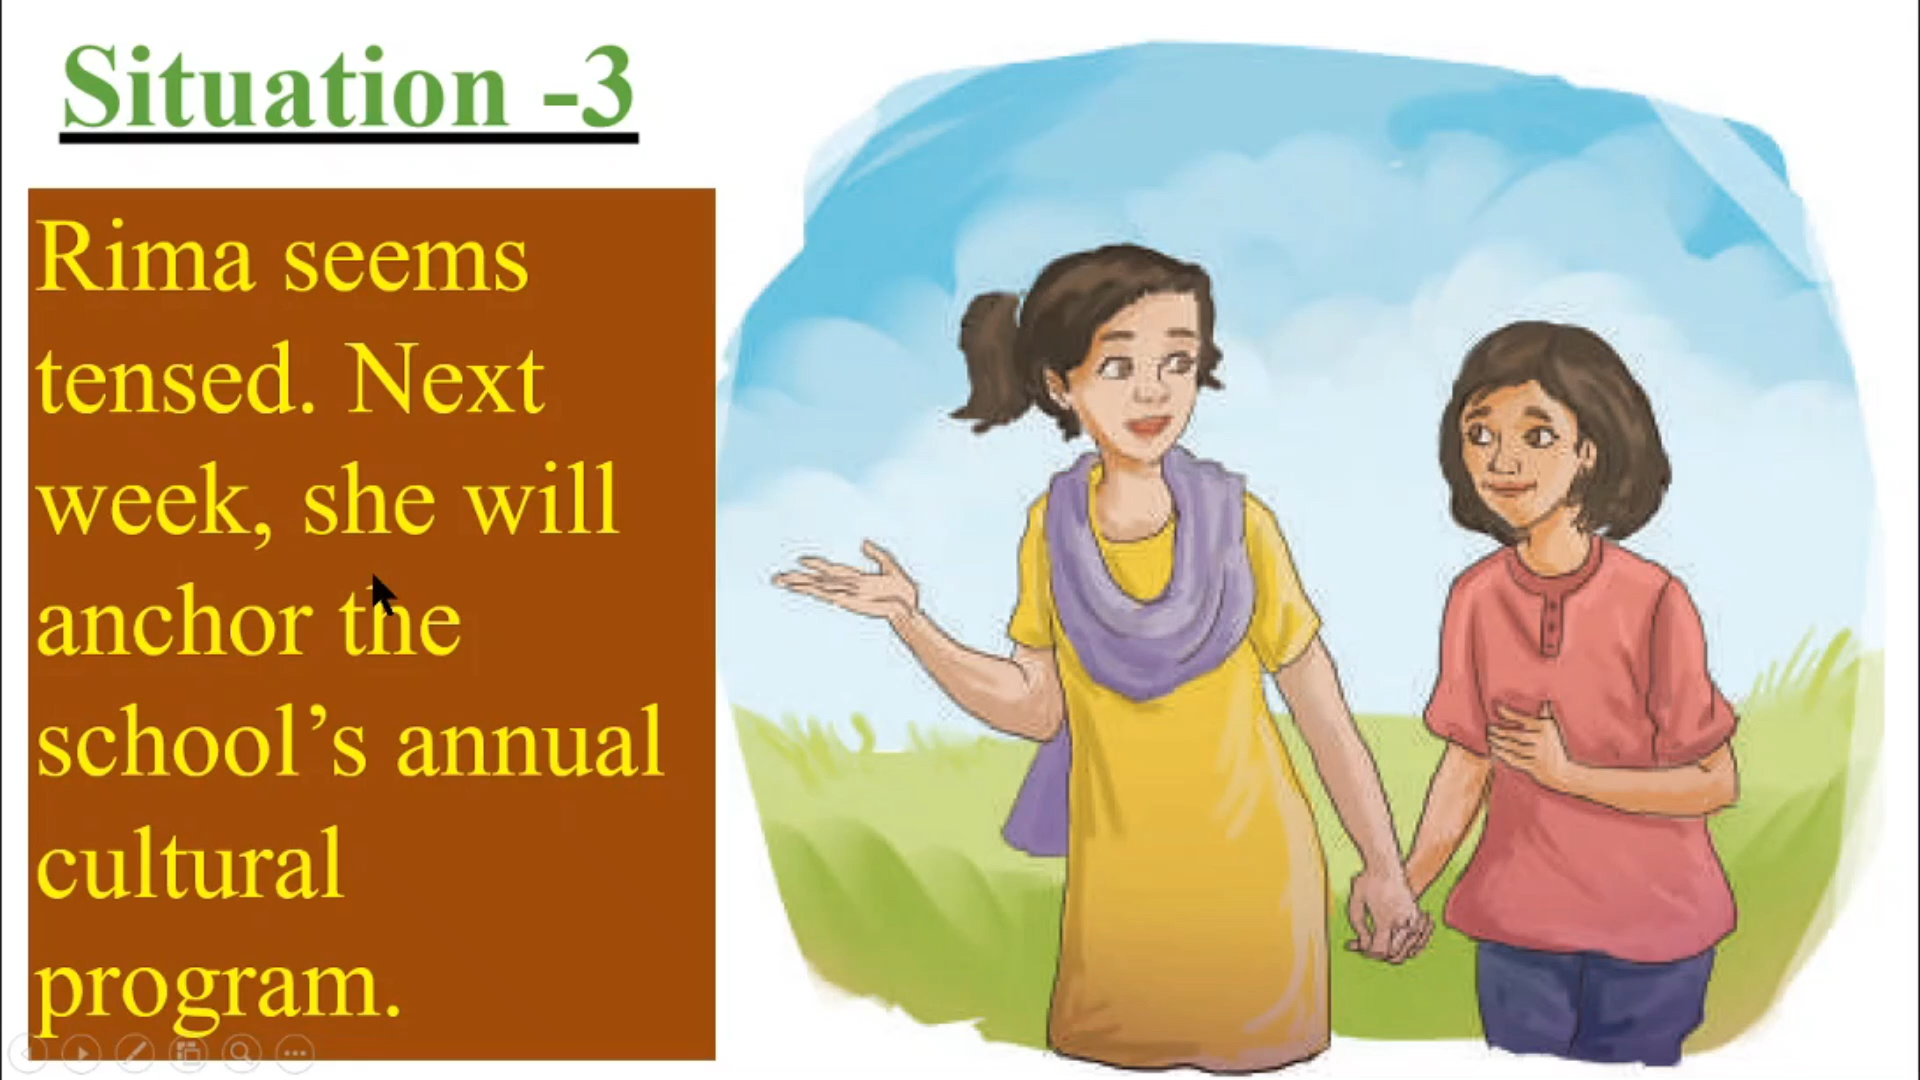 Situation -3
Rima seems
tensed. Next
week, she will
anchor the
school’s annual
cultural
program.